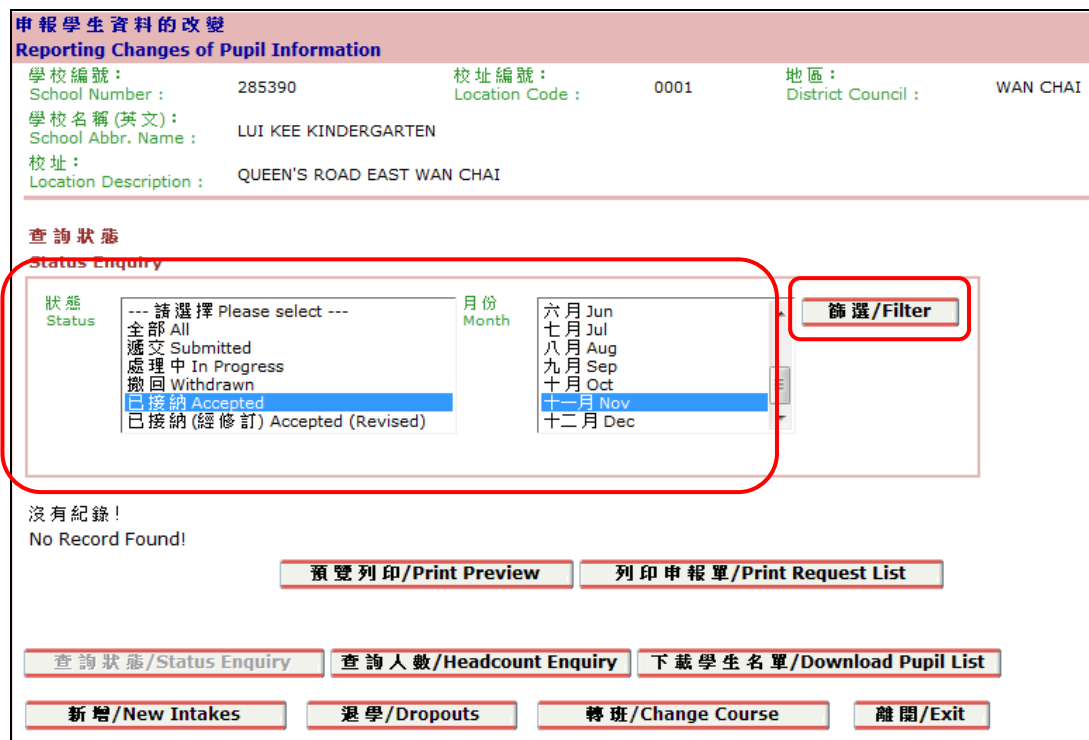 申報學生資料的改變
Reporting Changes of Pupil Information
學校編號：
School Number :
285390
校址編號：
Location Code :
0001
地區：
District Council :
WAN CHAI
學校名稱(英文)：
School Abbr. Name :
LUI KEE KINDERGARTEN
校址：
Location Description :
QUEEN'S ROAD EAST WAN CHAI
查詢狀態
Status Enquiry
狀態
Status
--- 請選擇 Please select ---
全部 All
遞交 Submitted
處理中 In Progress
撤回 Withdrawn
已接納 Accepted
已接納 (經修訂) Accepted (Revised)
月份
Month
六月 Jun
七月 Jul
八月 Aug
九月 Sep
十月 Oct
十一月 Nov
十二月 Dec
篩選/Filter
沒有紀錄!
No Record Found!
預覽列印/Print Preview
列印申報單/Print Request List
查詢狀態/Status Enquiry
查詢人數/Headcount Enquiry
下載學生名單/Download Pupil List
新增/New Intakes
退學/Dropouts
轉班/Change Course
離開/Exit